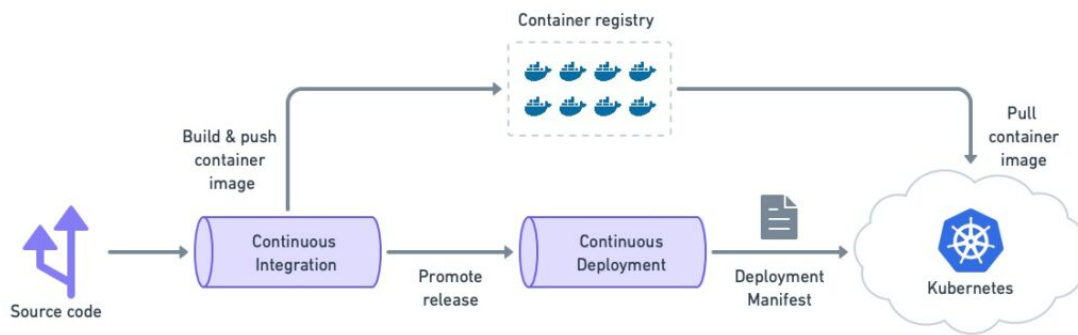 Container registry
Build & push
container
image
Pull
container
image
Source code
Continuous
Integration
Promote
release
Continuous
Deployment
Deployment
Manifest
Kubernetes